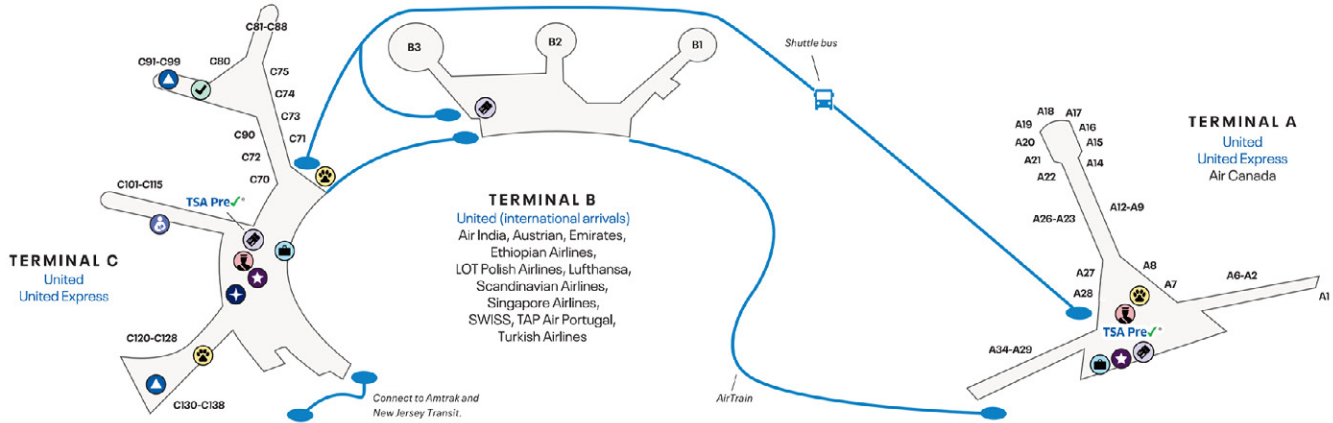 C81-C88
C91-C99
C80
C75
C74
C73
C90
C71
C72
C70
C101-C115
TSA Pre✓®
TERMINAL C
United
United Express
C120-C128
C130-C138
Connect to Amtrak and
New Jersey Transit.
B3
B2
B1
TERMINAL B
United (international arrivals)
Air India, Austrian, Emirates,
Ethiopian Airlines,
LOT Polish Airlines, Lufthansa,
Scandinavian Airlines,
Singapore Airlines,
SWISS, TAP Air Portugal,
Turkish Airlines
Shuttle bus
AirTrain
A18
A17
A19
A16
A20
A15
A21
A14
A22
A12-A9
A26-A23
A27
A8
A28
A7
A6-A2
A1
TSA Pre✓®
A34-A29
TERMINAL A
United
United Express
Air Canada